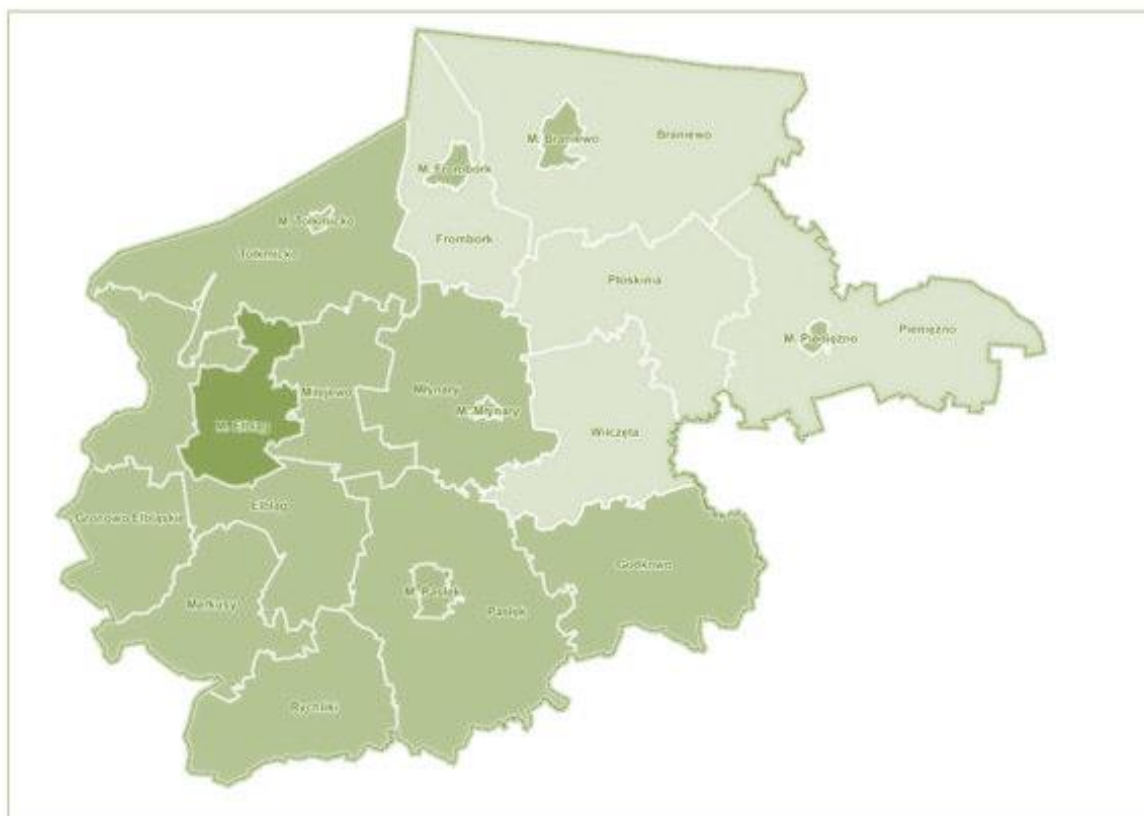 M. Braniewo
Braniewo
M. Frombork
M. Tolkmicko
Frombork
Tolkmicko
Płoskinia
M. Pieniężno
Pieniężno
Milejewo
Młynary
M. Młynary
M. Elbląg
Wilczęta
Elbląg
Gronowo Elbląskie
Godkowo
M. Pasłęk
Markusy
Pasłęk
Rychliki